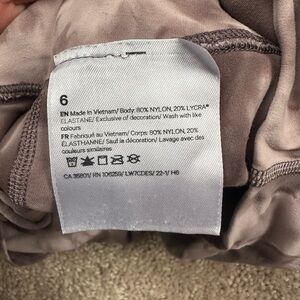 6
EN Made in Vietnam/ Body: 80% NYLON, 20% LYCRA®
ELASTANE/ Exclusive of decoration/ Wash with like
colours
FR Fabriqué au Vietnam/ Corps: 80% NYLON, 20%
ÉLASTHANNE/ Sauf la décoration/ Lavage avec des
couleurs similaires
CA 35801/ RN 106259/ LW7CDES/ 22-1/ H6